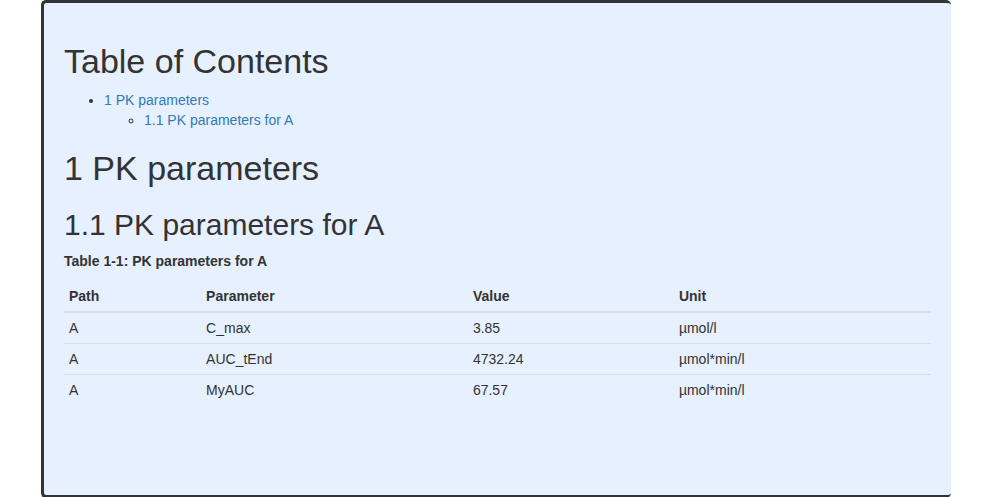 Table of Contents
1 PK parameters
1.1 PK parameters for A
1 PK parameters
1.1 PK parameters for A
Table 1-1: PK parameters for A
Path Parameter Value Unit
A C_max 3.85 µmol/l
A AUC_tEnd 4732.24 µmol*min/l
A MyAUC 67.57 µmol*min/l